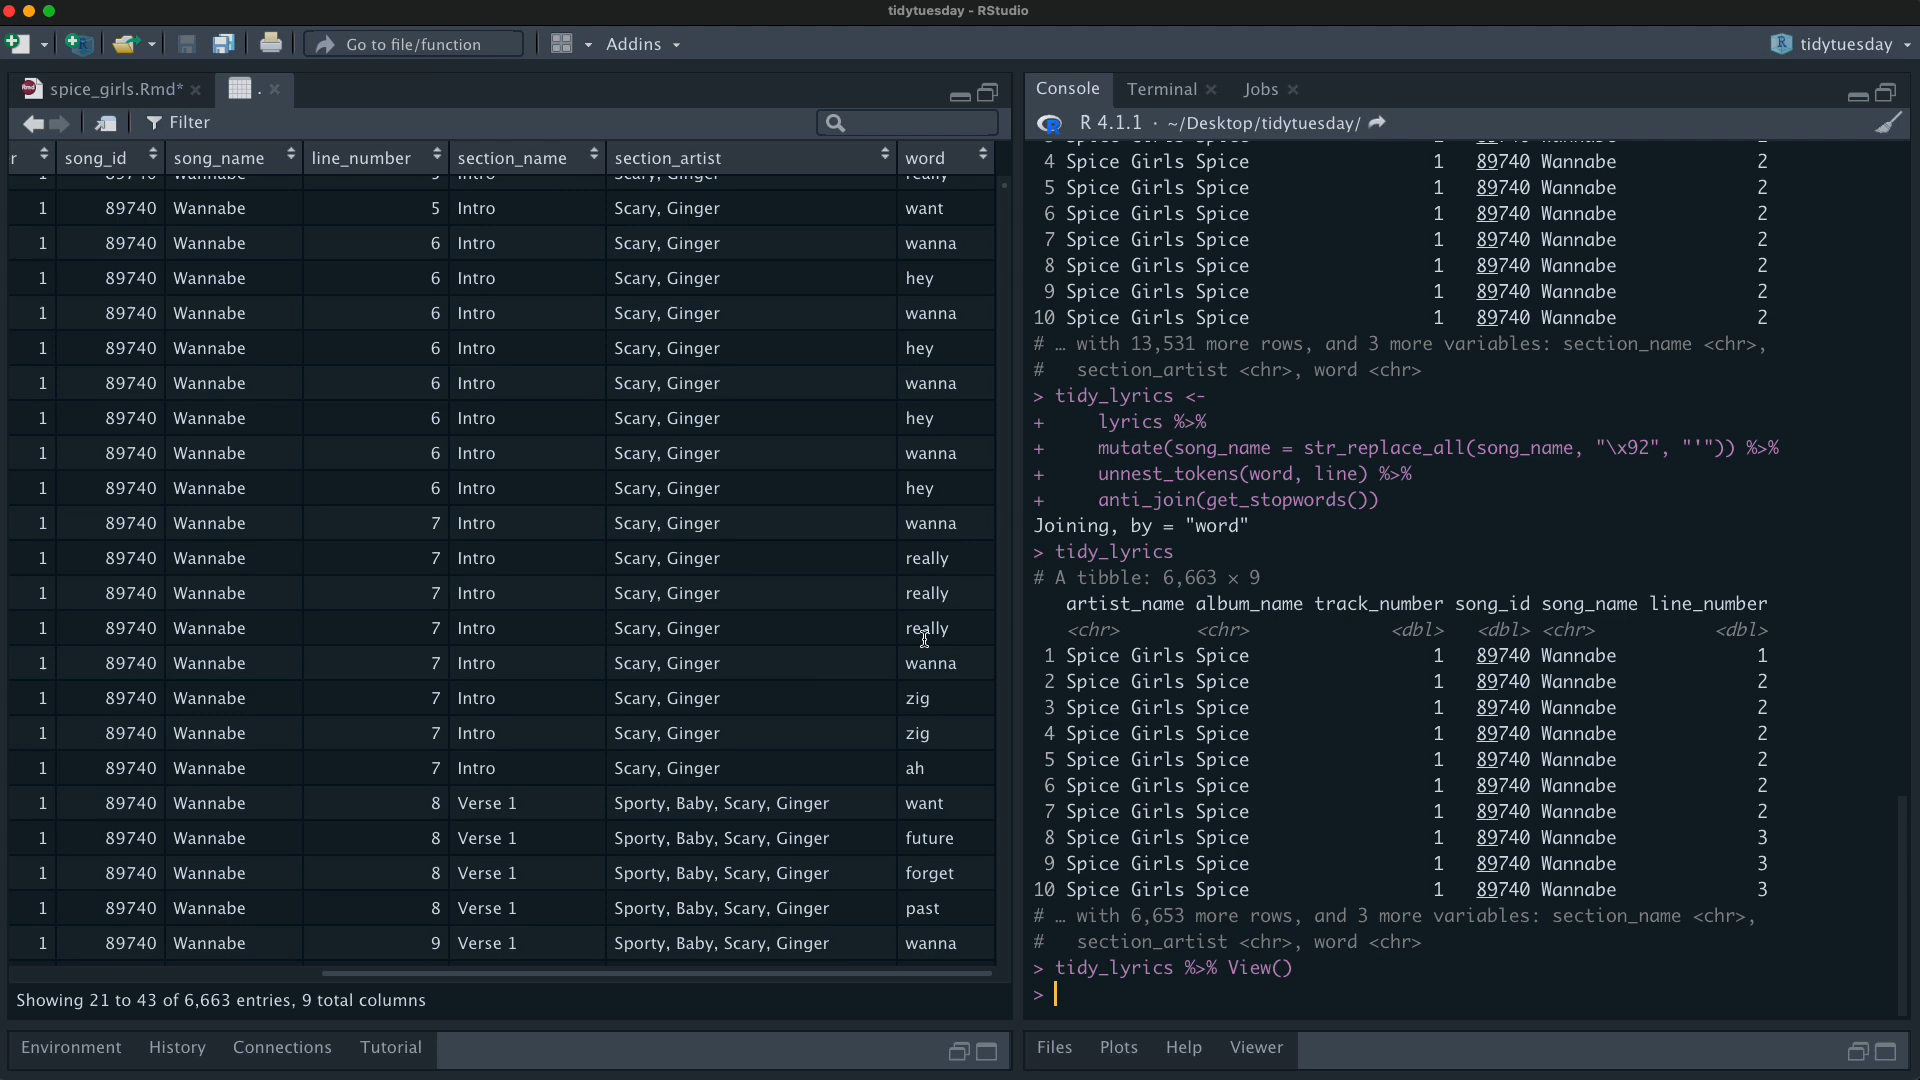 tidytuesday - RStudio
Go to file/function
Addins
tidytuesday
spice_girls.Rmd*
.
Filter
r song_id song_name line_number section_name section_artist word
1 89740 Wannabe 5 Intro Scary, Ginger really
1 89740 Wannabe 5 Intro Scary, Ginger want
1 89740 Wannabe 6 Intro Scary, Ginger wanna
1 89740 Wannabe 6 Intro Scary, Ginger hey
1 89740 Wannabe 6 Intro Scary, Ginger wanna
1 89740 Wannabe 6 Intro Scary, Ginger hey
1 89740 Wannabe 6 Intro Scary, Ginger wanna
1 89740 Wannabe 6 Intro Scary, Ginger hey
1 89740 Wannabe 6 Intro Scary, Ginger wanna
1 89740 Wannabe 6 Intro Scary, Ginger hey
1 89740 Wannabe 7 Intro Scary, Ginger wanna
1 89740 Wannabe 7 Intro Scary, Ginger really
1 89740 Wannabe 7 Intro Scary, Ginger really
1 89740 Wannabe 7 Intro Scary, Ginger really
1 89740 Wannabe 7 Intro Scary, Ginger wanna
1 89740 Wannabe 7 Intro Scary, Ginger zig
1 89740 Wannabe 7 Intro Scary, Ginger zig
1 89740 Wannabe 7 Intro Scary, Ginger ah
1 89740 Wannabe 8 Verse 1 Sporty, Baby, Scary, Ginger want
1 89740 Wannabe 8 Verse 1 Sporty, Baby, Scary, Ginger future
1 89740 Wannabe 8 Verse 1 Sporty, Baby, Scary, Ginger forget
1 89740 Wannabe 8 Verse 1 Sporty, Baby, Scary, Ginger past
1 89740 Wannabe 9 Verse 1 Sporty, Baby, Scary, Ginger wanna
Showing 21 to 43 of 6,663 entries, 9 total columns
Environment History Connections Tutorial
Console Terminal Jobs
R 4.1.1 · ~/Desktop/tidytuesday/
3 Spice Girls Spice 1 89740 Wannabe 2
4 Spice Girls Spice 1 89740 Wannabe 2
5 Spice Girls Spice 1 89740 Wannabe 2
6 Spice Girls Spice 1 89740 Wannabe 2
7 Spice Girls Spice 1 89740 Wannabe 2
8 Spice Girls Spice 1 89740 Wannabe 2
9 Spice Girls Spice 1 89740 Wannabe 2
10 Spice Girls Spice 1 89740 Wannabe 2
# … with 13,531 more rows, and 3 more variables: section_name <chr>,
#   section_artist <chr>, word <chr>
> tidy_lyrics <-
+     lyrics %>%
+     mutate(song_name = str_replace_all(song_name, "\x92", "'")) %>%
+     unnest_tokens(word, line) %>%
+     anti_join(get_stopwords())
Joining, by = "word"
> tidy_lyrics
# A tibble: 6,663 × 9
artist_name album_name track_number song_id song_name line_number
<chr> <chr> <dbl> <dbl> <chr> <dbl>
1 Spice Girls Spice 1 89740 Wannabe 1
2 Spice Girls Spice 1 89740 Wannabe 2
3 Spice Girls Spice 1 89740 Wannabe 2
4 Spice Girls Spice 1 89740 Wannabe 2
5 Spice Girls Spice 1 89740 Wannabe 2
6 Spice Girls Spice 1 89740 Wannabe 2
7 Spice Girls Spice 1 89740 Wannabe 2
8 Spice Girls Spice 1 89740 Wannabe 3
9 Spice Girls Spice 1 89740 Wannabe 3
10 Spice Girls Spice 1 89740 Wannabe 3
# … with 6,653 more rows, and 3 more variables: section_name <chr>,
#   section_artist <chr>, word <chr>
> tidy_lyrics %>% View()
>
Files Plots Help Viewer